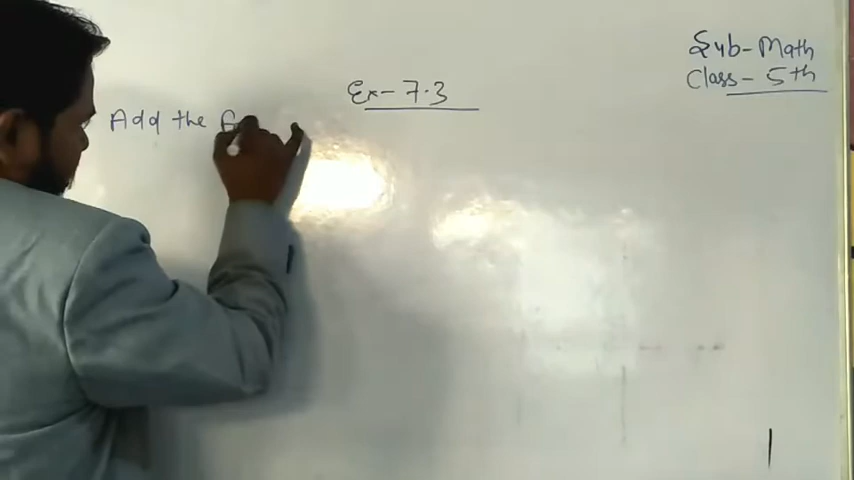 Sub-Math
Class- 5th
Ex- 7.3
Add the